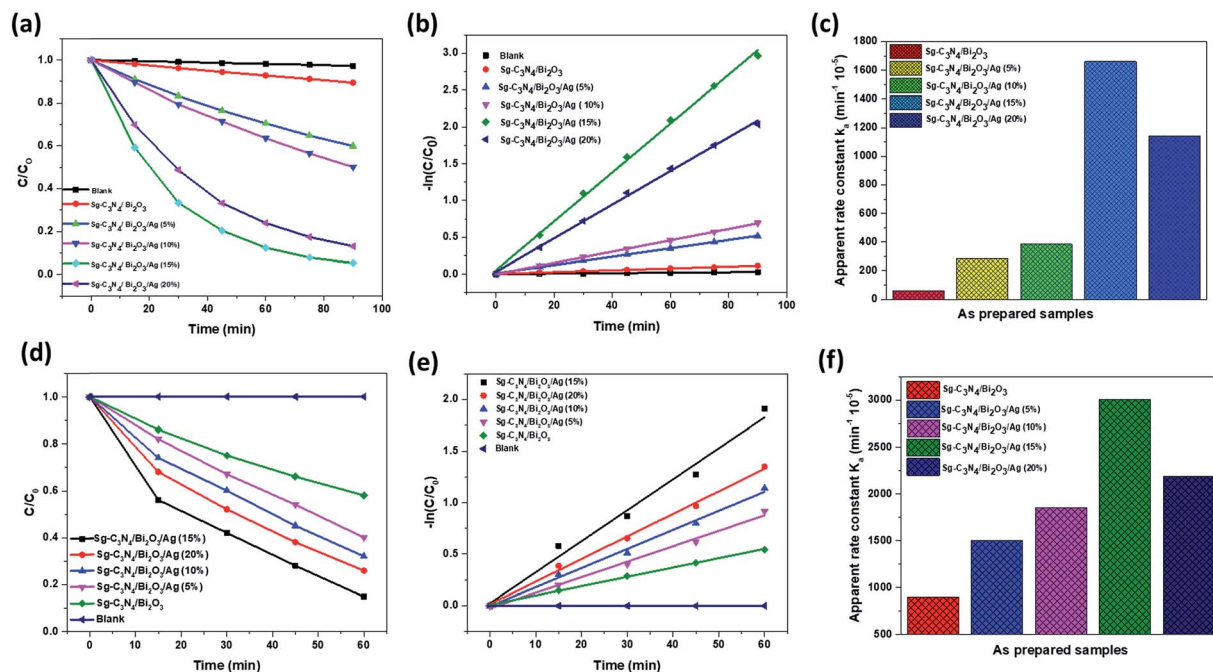 (a)
C/C₀
1.0
0.8
0.6
0.4
0.2
0.0
Blank
Sg-C₃N₄/ Bi₂O₃
Sg-C₃N₄/ Bi₂O₃/Ag (5%)
Sg-C₃N₄/ Bi₂O₃/Ag (10%)
Sg-C₃N₄/ Bi₂O₃/Ag (15%)
Sg-C₃N₄/ Bi₂O₃/Ag (20%)
0 20 40 60 80 100
Time (min)
(b)
-ln(C/C₀)
3.0
2.5
2.0
1.5
1.0
0.5
0.0
Blank
Sg-C₃N₄/Bi₂O₃
Sg-C₃N₄/Bi₂O₃/Ag (5%)
Sg-C₃N₄/Bi₂O₃/Ag ( 10%)
Sg-C₃N₄/Bi₂O₃/Ag (15%)
Sg-C₃N₄/Bi₂O₃/Ag (20%)
0 20 40 60 80 100
Time (min)
(c)
Apparent rate constant kₐ (min⁻¹ 10⁻⁵)
1800
1600
1400
1200
1000
800
600
400
200
0
Sg-C₃N₄/Bi₂O₃
Sg-C₃N₄/Bi₂O₃/Ag (5%)
Sg-C₃N₄/Bi₂O₃/Ag (10%)
Sg-C₃N₄/Bi₂O₃/Ag (15%)
Sg-C₃N₄/Bi₂O₃/Ag (20%)
As prepared samples
(d)
C/C₀
1.0
0.8
0.6
0.4
0.2
0.0
Sg-C₃N₄/Bi₂O₃/Ag (15%)
Sg-C₃N₄/Bi₂O₃/Ag (20%)
Sg-C₃N₄/Bi₂O₃/Ag (10%)
Sg-C₃N₄/Bi₂O₃/Ag (5%)
Sg-C₃N₄/Bi₂O₃
Blank
0 10 20 30 40 50 60
Time (min)
(e)
-ln(C/C₀)
2.0
1.5
1.0
0.5
0.0
Sg-C₃N₄/Bi₂O₃/Ag (15%)
Sg-C₃N₄/Bi₂O₃/Ag (20%)
Sg-C₃N₄/Bi₂O₃/Ag (10%)
Sg-C₃N₄/Bi₂O₃/Ag (5%)
Sg-C₃N₄/Bi₂O₃
Blank
0 10 20 30 40 50 60
Time (min)
(f)
Apparent rate constant Kₐ (min⁻¹ 10⁻⁵)
3000
2500
2000
1500
1000
500
Sg-C₃N₄/Bi₂O₃
Sg-C₃N₄/Bi₂O₃/Ag (5%)
Sg-C₃N₄/Bi₂O₃/Ag (10%)
Sg-C₃N₄/Bi₂O₃/Ag (15%)
Sg-C₃N₄/Bi₂O₃/Ag (20%)
As prepared samples